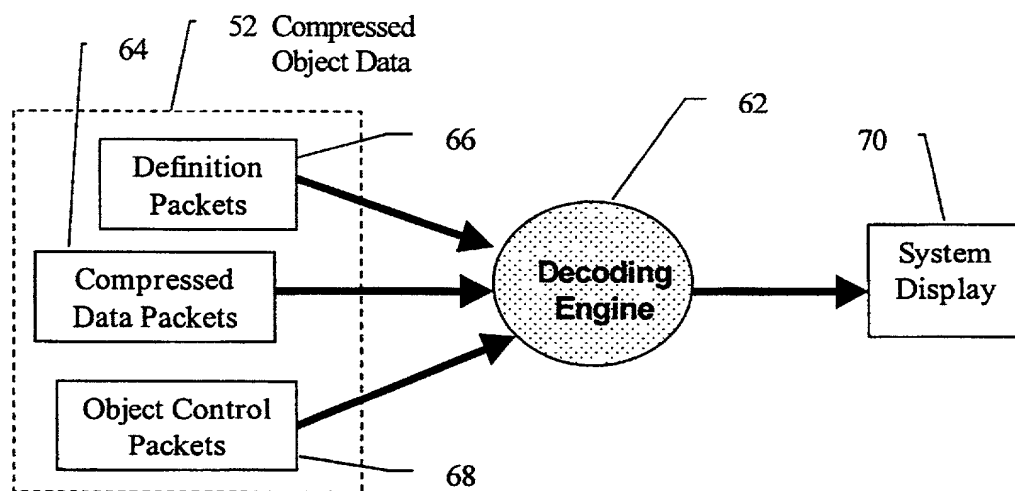 52 Compressed
Object Data
64
62
66
70
Definition
Packets
Compressed
Data Packets
Decoding
Engine
System
Display
Object Control
Packets
68